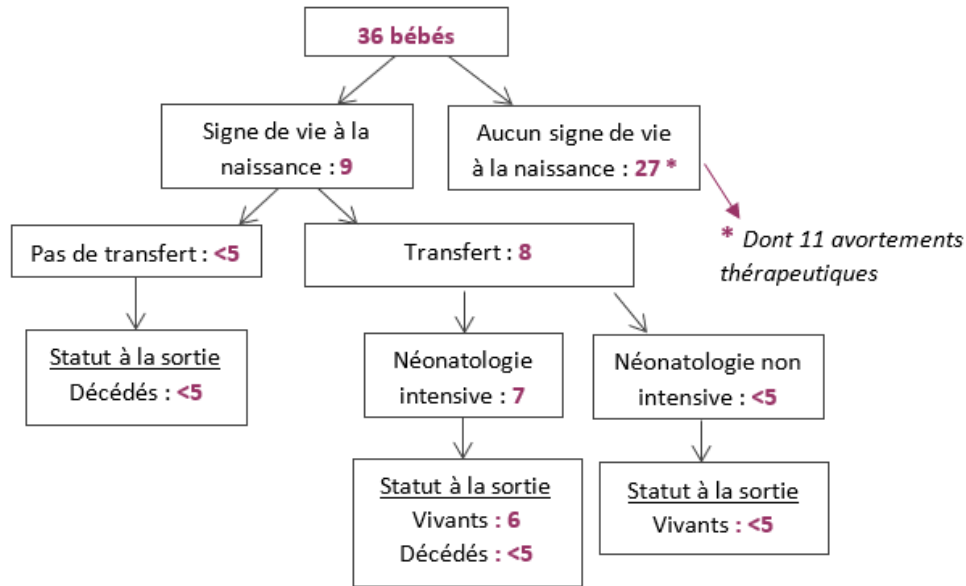 36 bébés
Signe de vie à la
naissance : 9
Aucun signe de vie
à la naissance : 27 *
* Dont 11 avortements
thérapeutiques
Pas de transfert : <5
Transfert : 8
Statut à la sortie
Décédés : <5
Néonatologie
intensive : 7
Néonatologie non
intensive : <5
Statut à la sortie
Vivants : 6
Décédés : <5
Statut à la sortie
Vivants : <5